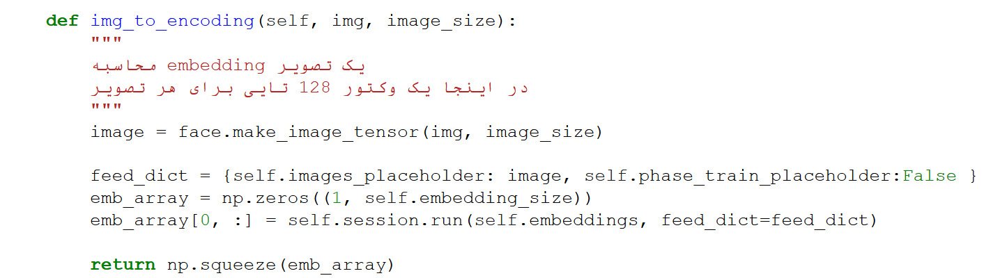 def img_to_encoding(self, img, image_size):
"""
محاسبه embedding یک تصویر
در اینجا یک وکتور 128 تایی برای هر تصویر
"""
image = face.make_image_tensor(img, image_size)
feed_dict = {self.images_placeholder: image, self.phase_train_placeholder:False }
emb_array = np.zeros((1, self.embedding_size))
emb_array[0, :] = self.session.run(self.embeddings, feed_dict=feed_dict)
return np.squeeze(emb_array)